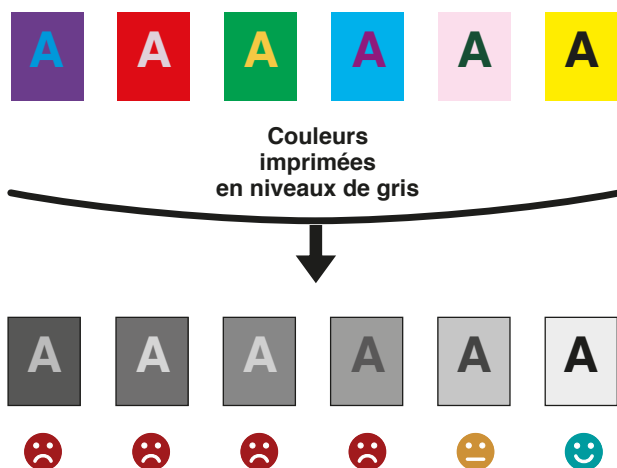 A A A A A A
Couleurs
imprimées
en niveaux de gris
A A A A A A